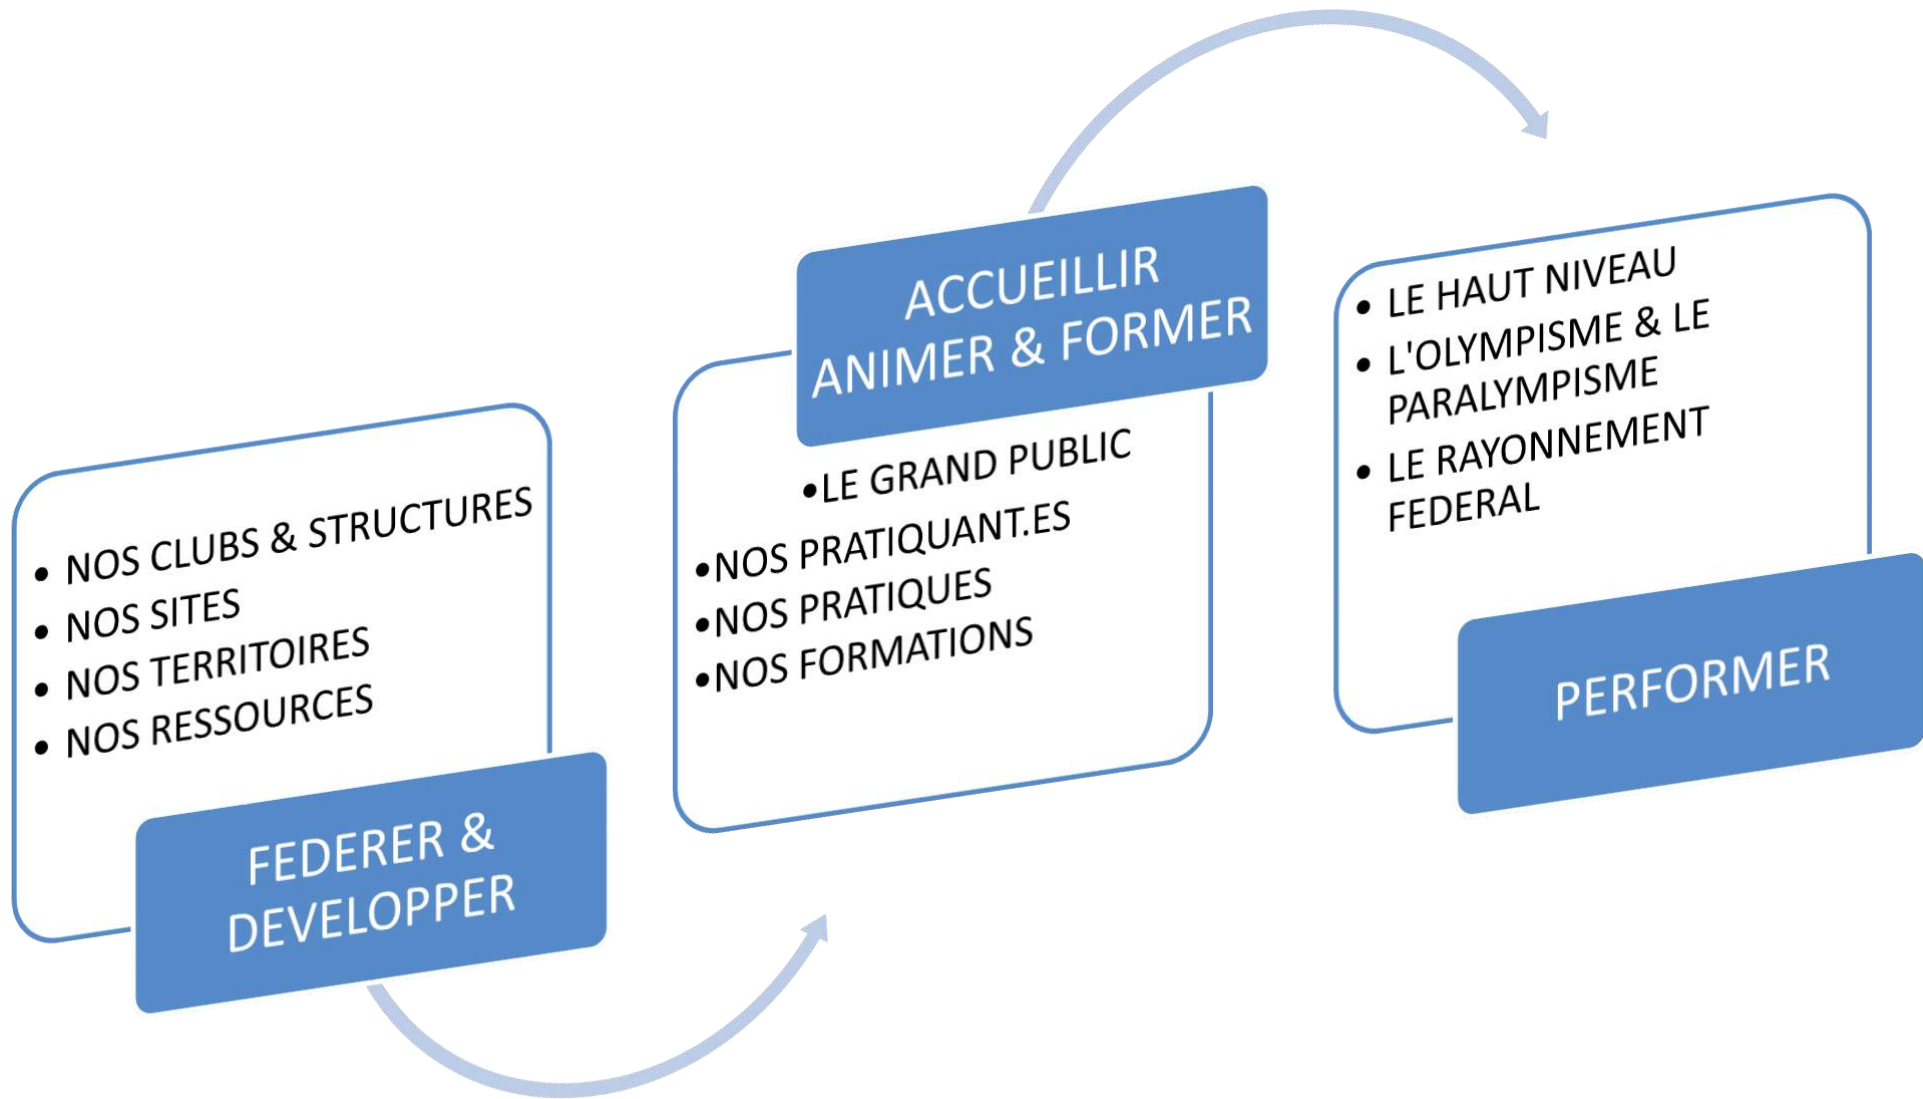 • NOS CLUBS & STRUCTURES
• NOS SITES
• NOS TERRITOIRES
• NOS RESSOURCES
FEDERER &
DEVELOPPER
ACCUEILLIR
ANIMER & FORMER
•LE GRAND PUBLIC
•NOS PRATIQUANT.ES
•NOS PRATIQUES
•NOS FORMATIONS
• LE HAUT NIVEAU
• L'OLYMPISME & LE
PARALYMPISME
• LE RAYONNEMENT
FEDERAL
PERFORMER